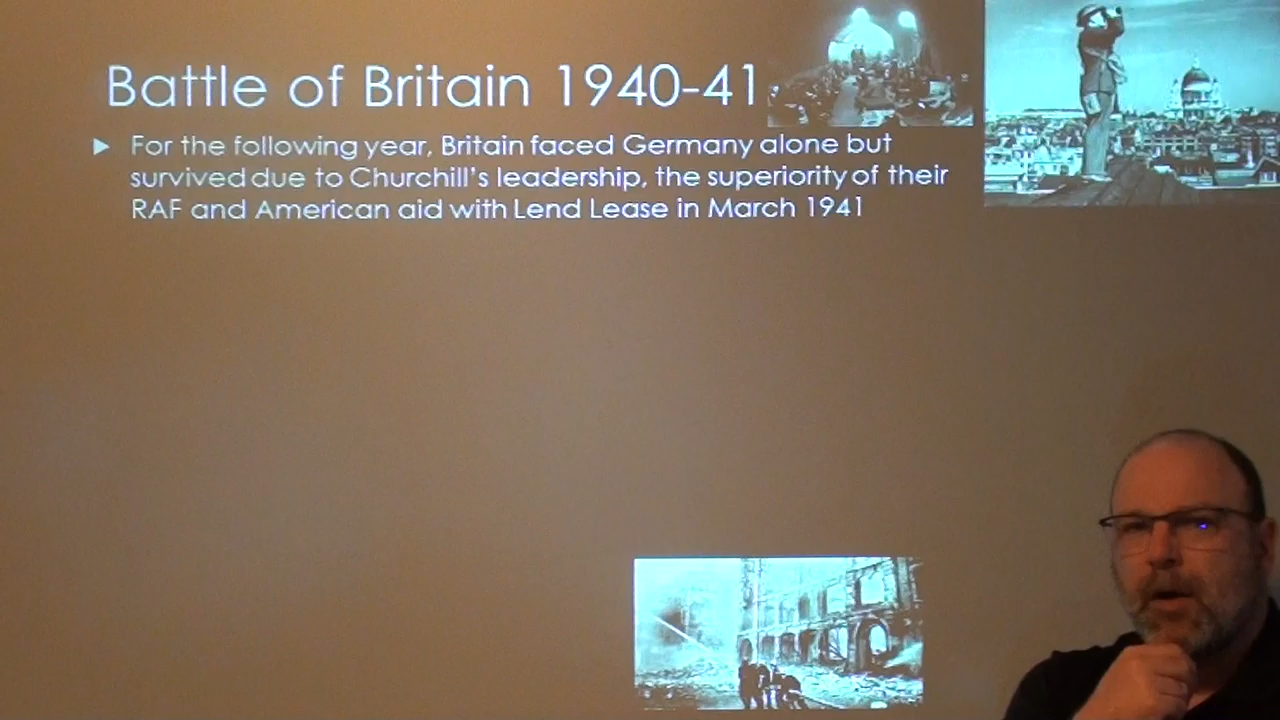 Battle of Britain 1940-41
For the following year, Britain faced Germany alone but
survived due to Churchill's leadership, the superiority of their
RAF and American aid with Lend Lease in March 1941